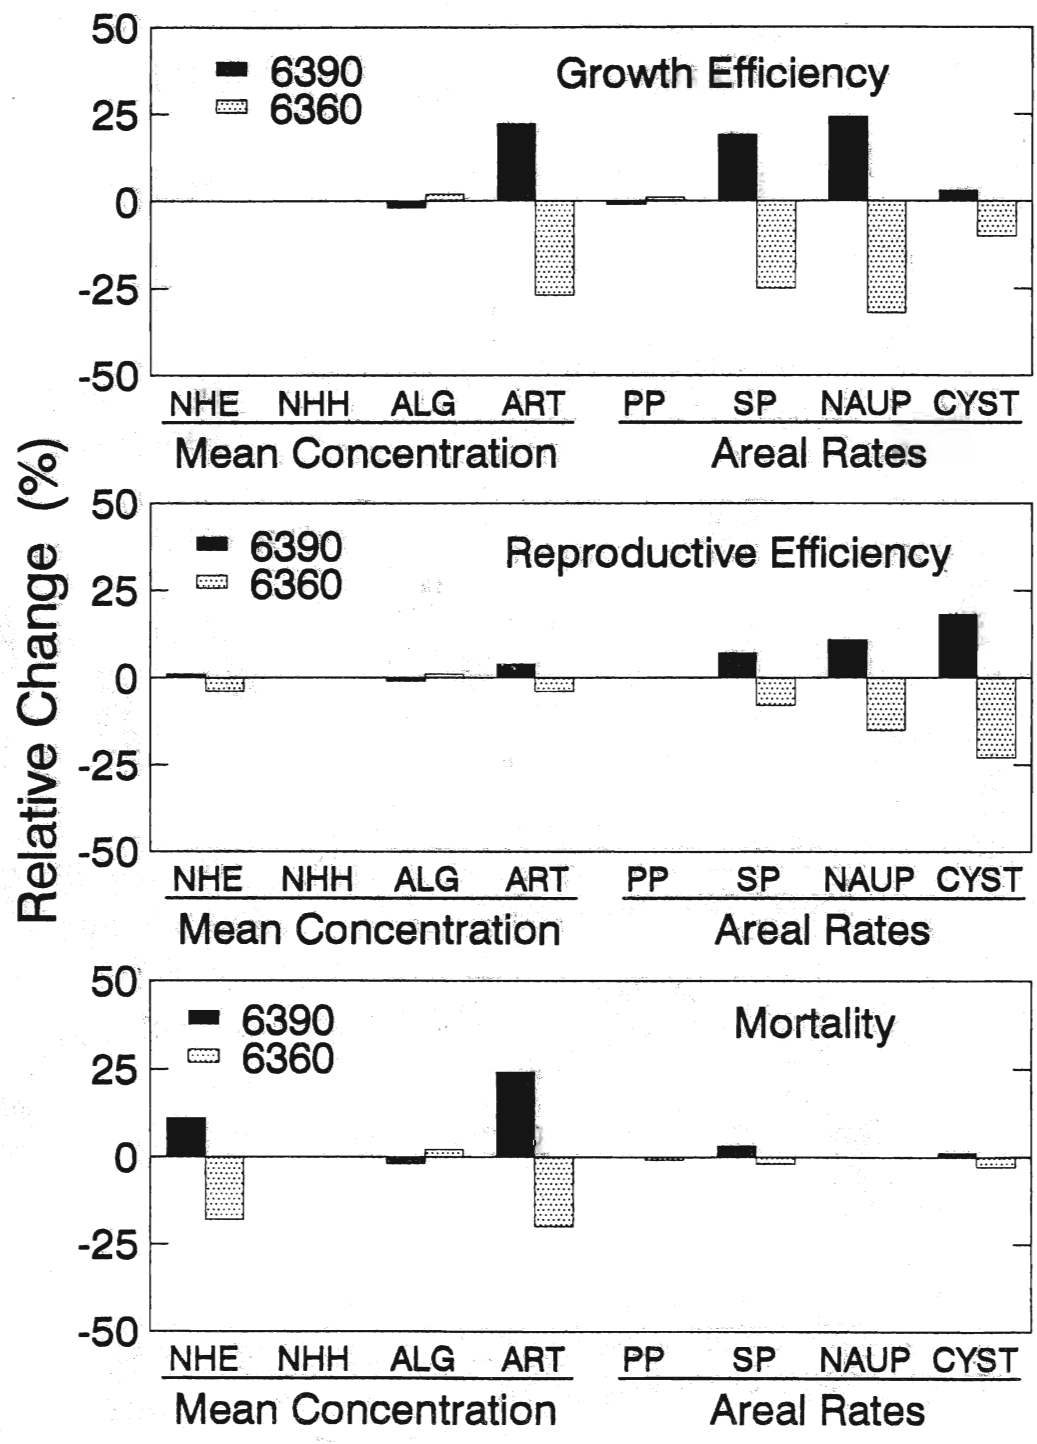 Relative Change (%)
50
6390
Growth Efficiency
6360
25
0
-25
-50
NHE NHH ALG ART PP SP NAUP CYST
Mean Concentration Areal Rates
50
6390
Reproductive Efficiency
6360
25
0
-25
-50
NHE NHH ALG ART PP SP NAUP CYST
Mean Concentration Areal Rates
50
6390
Mortality
6360
25
0
-25
-50
NHE NHH ALG ART PP SP NAUP CYST
Mean Concentration Areal Rates